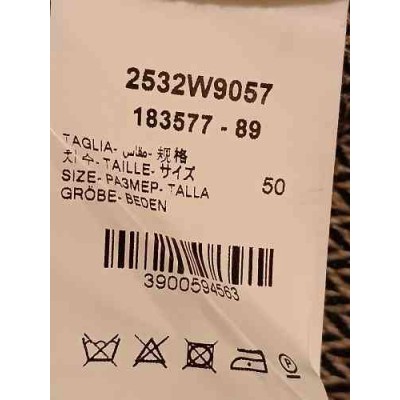 2532W9057
183577 - 89
TAGLIA- مقاس- 规格
치수- TAILLE- サイズ
SIZE- РАЗМЕР- TALLA 50
GRÖBE- BEDEN
3900594563
P